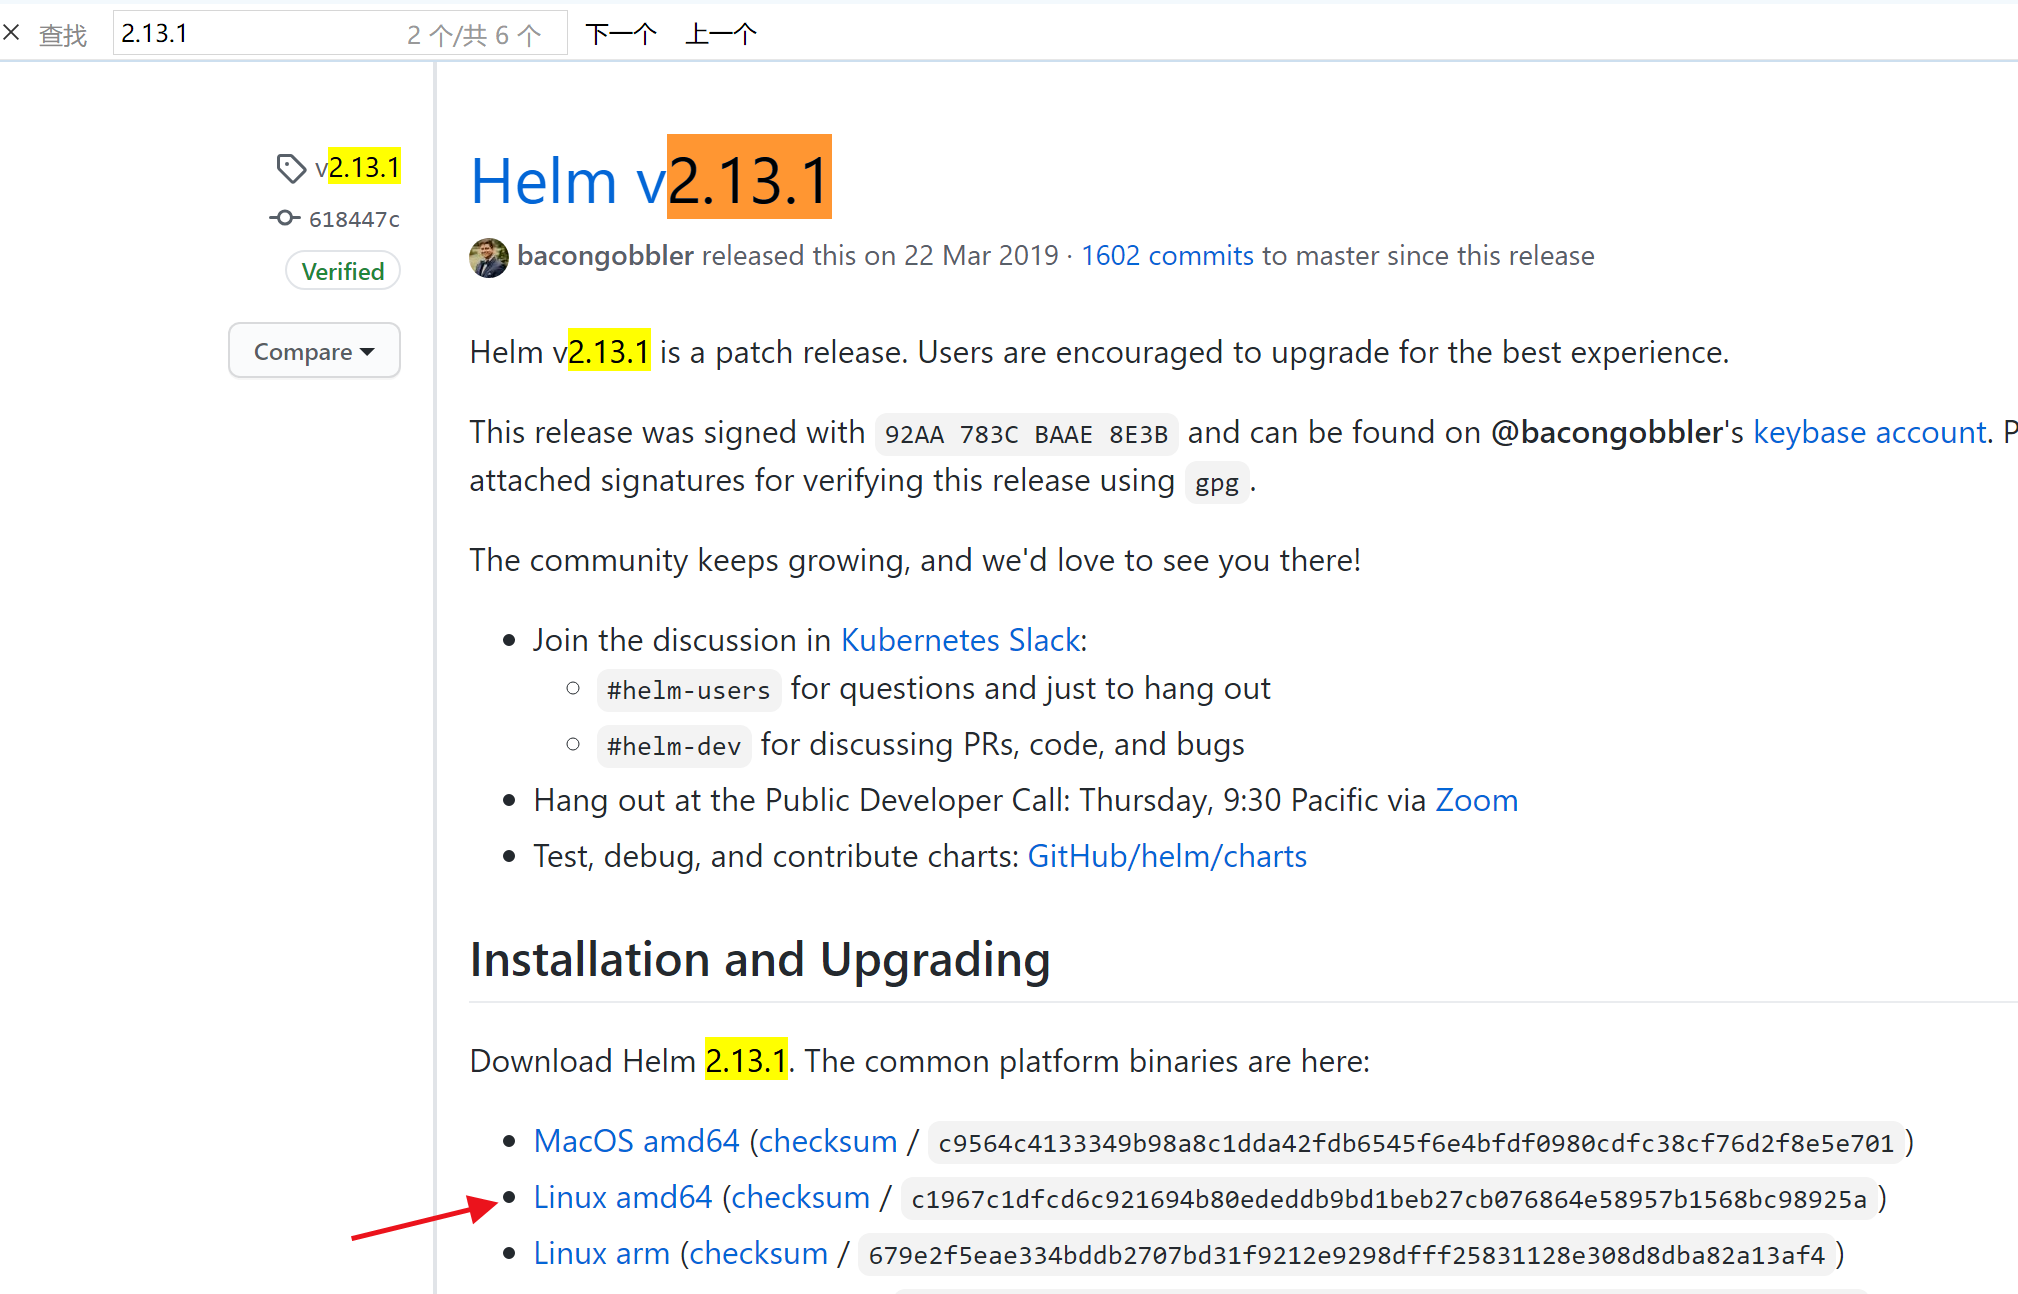 查找 2.13.1 2 个/共 6 个 下一个 上一个
v2.13.1
618447c
Verified
Compare
Helm v2.13.1
bacongobbler released this on 22 Mar 2019 · 1602 commits to master since this release
Helm v2.13.1 is a patch release. Users are encouraged to upgrade for the best experience.
This release was signed with 92AA 783C BAAE 8E3B and can be found on @bacongobbler's keybase account. P
attached signatures for verifying this release using gpg.
The community keeps growing, and we'd love to see you there!
Join the discussion in Kubernetes Slack:
#helm-users for questions and just to hang out
#helm-dev for discussing PRs, code, and bugs
Hang out at the Public Developer Call: Thursday, 9:30 Pacific via Zoom
Test, debug, and contribute charts: GitHub/helm/charts
Installation and Upgrading
Download Helm 2.13.1. The common platform binaries are here:
MacOS amd64 (checksum / c9564c4133349b98a8c1dda42fdb6545f6e4bfdf0980cdfc38cf76d2f8e5e701)
Linux amd64 (checksum / c1967c1dfcd6c921694b80ededdb9bd1beb27cb076864e58957b1568bc98925a)
Linux arm (checksum / 679e2f5eae334bddb2707bd31f9212e9298dfff25831128e308d8dba82a13af4)